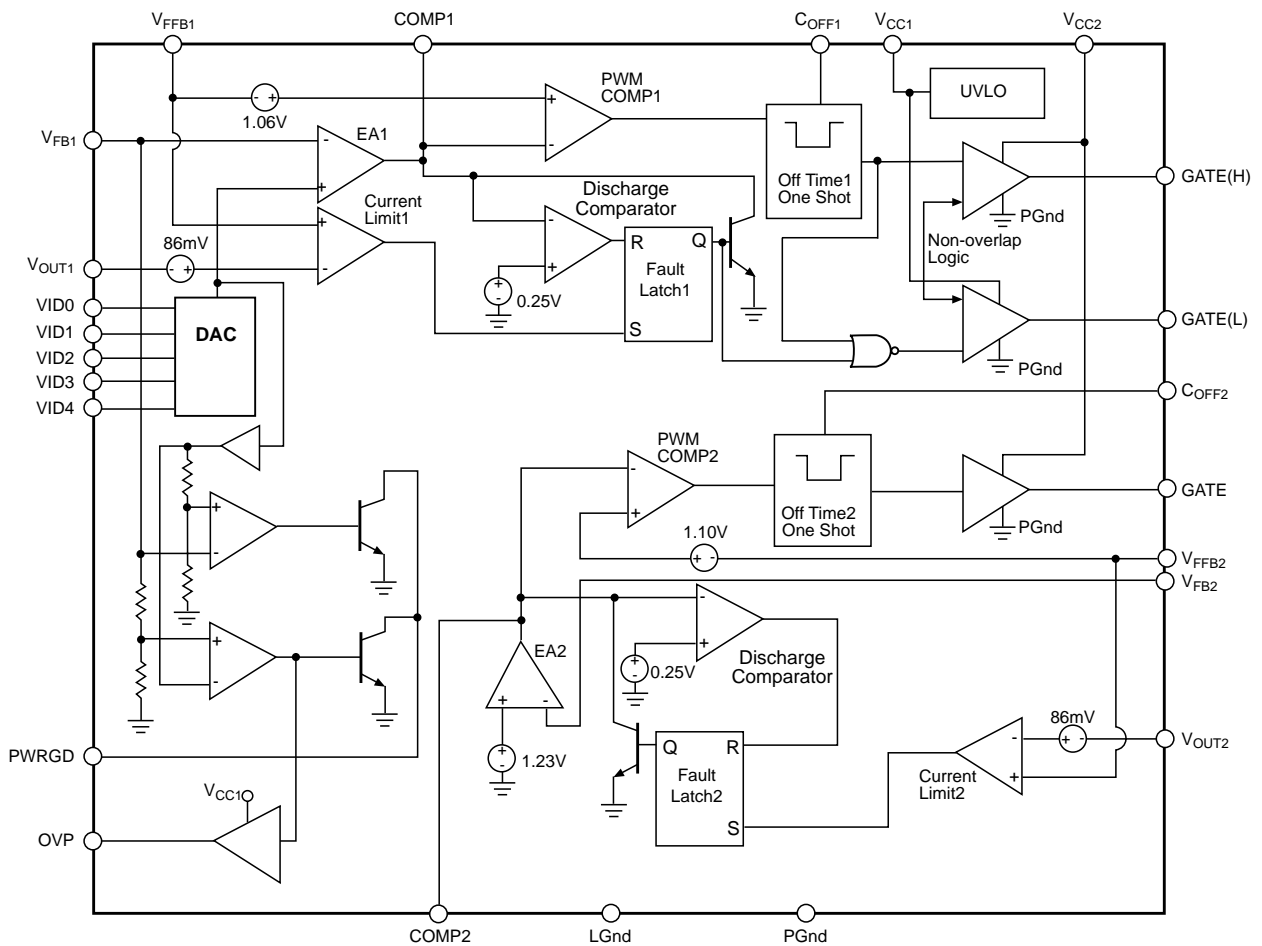 VFFB1
COMP1
COFF1
VCC1
VCC2
PWM
COMP1
UVLO
- +
1.06V
+
-
VFB1
EA1
-
+
Off Time1
One Shot
GATE(H)
PGnd
Discharge
Comparator
Current
Limit1
+
-
86mV
- +
VOUT1
-
+
R
Q
Fault
Latch1
S
+
-
0.25V
Non-overlap
Logic
VID0
VID1
VID2
VID3
VID4
DAC
GATE(L)
PGnd
COFF2
PWM
COMP2
-
+
Off Time2
One Shot
GATE
PGnd
+
-
1.10V
+ -
VFFB2
VFB2
EA2
+
-
-
+
+
-
0.25V
Discharge
Comparator
+
-
+
-
1.23V
Q
R
Fault
Latch2
S
86mV
+ -
VOUT2
-
+
Current
Limit2
PWRGD
VCC1
OVP
COMP2
LGnd
PGnd